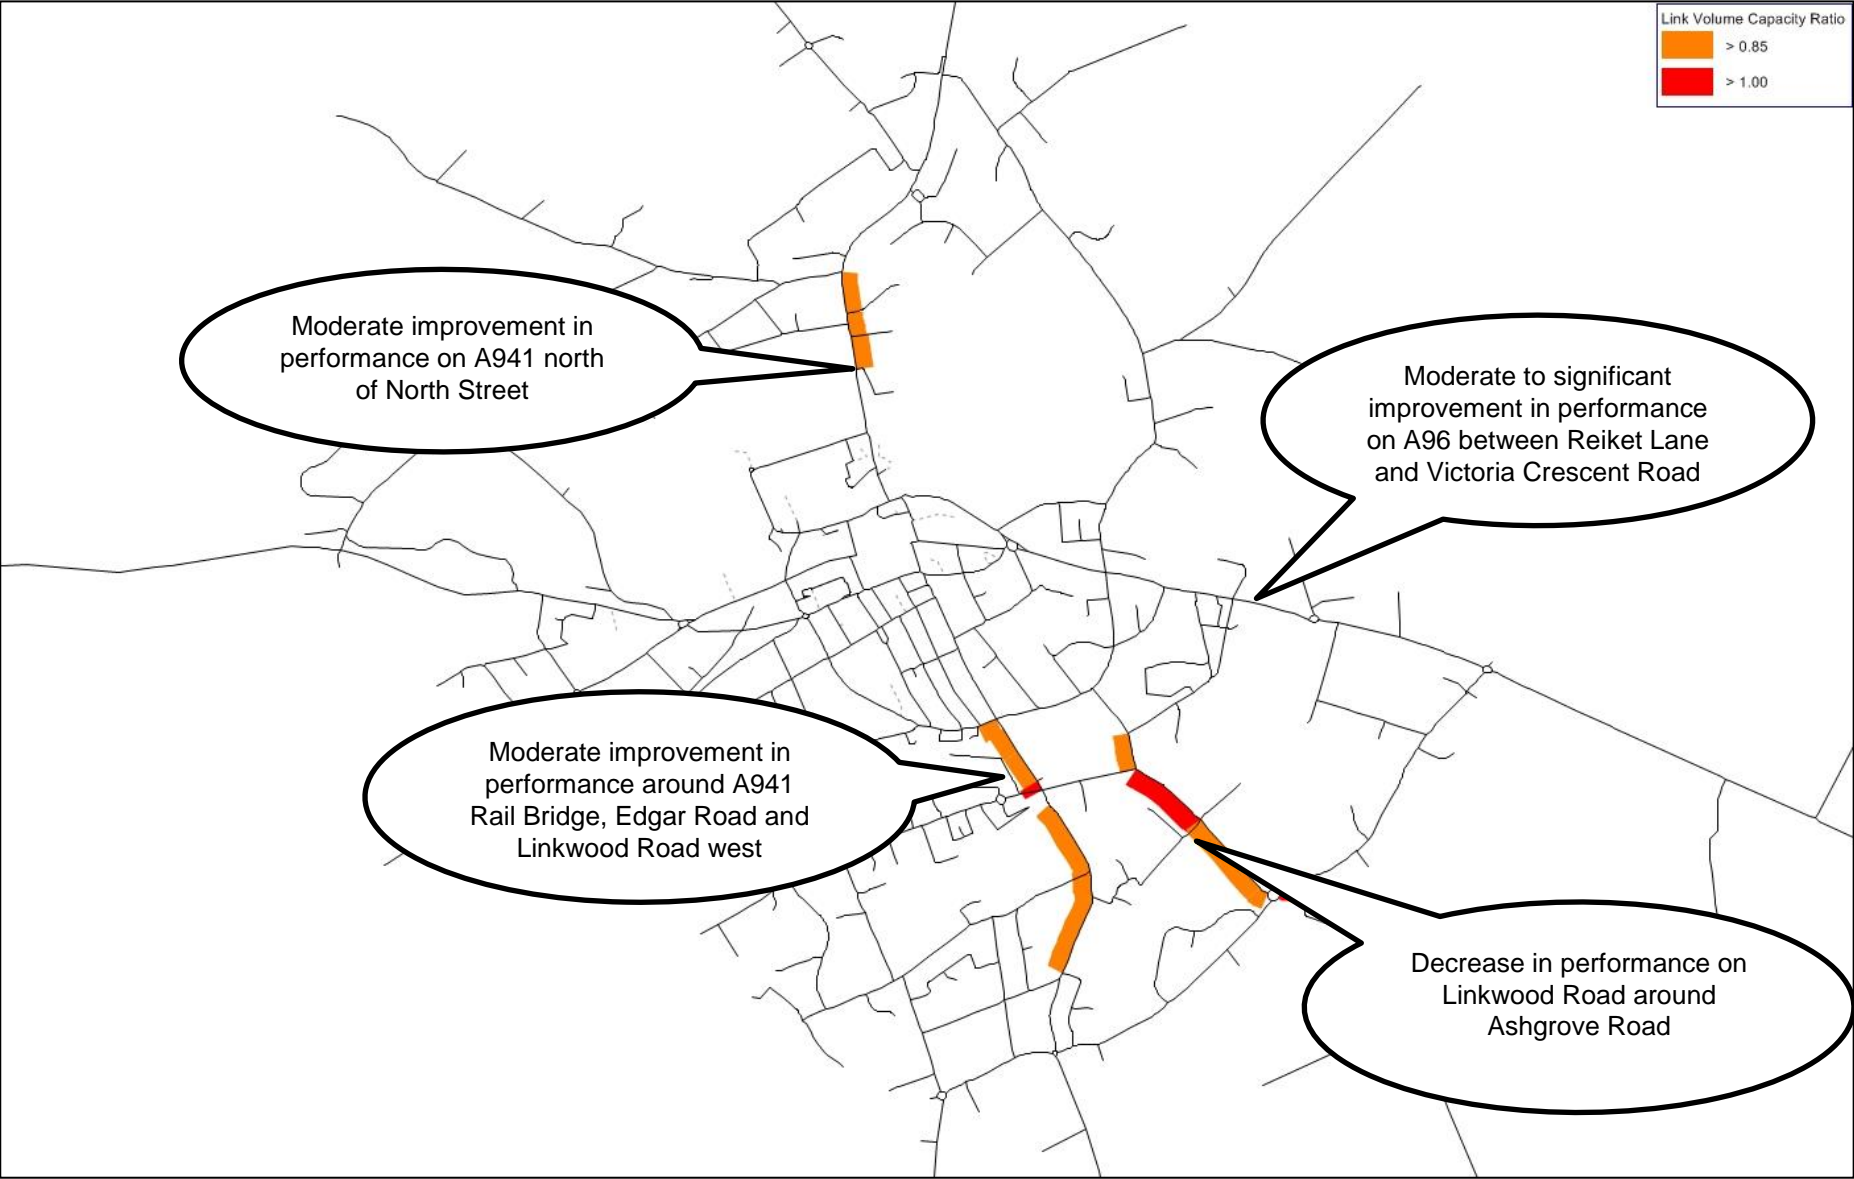 Link Volume Capacity Ratio
> 0.85
> 1.00
Moderate improvement in
performance on A941 north
of North Street
Moderate to significant
improvement in performance
on A96 between Reiket Lane
and Victoria Crescent Road
Moderate improvement in
performance around A941
Rail Bridge, Edgar Road and
Linkwood Road west
Decrease in performance on
Linkwood Road around
Ashgrove Road